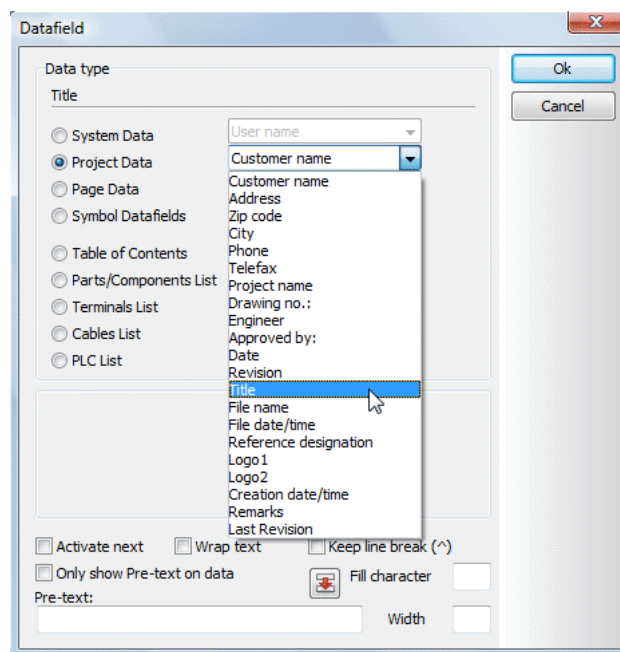 Datafield
Data type
Title
System Data
User name
Project Data
Customer name
Page Data
Symbol Datafields
Table of Contents
Parts/Components List
Terminals List
Cables List
PLC List
Customer name
Address
Zip code
City
Phone
Telefax
Project name
Drawing no.:
Engineer
Approved by:
Date
Revision
Title
File name
File date/time
Reference designation
Logo1
Logo2
Creation date/time
Remarks
Last Revision
Activate next
Wrap text
Keep line break (^)
Only show Pre-text on data
Fill character
Pre-text:
Width
Ok
Cancel